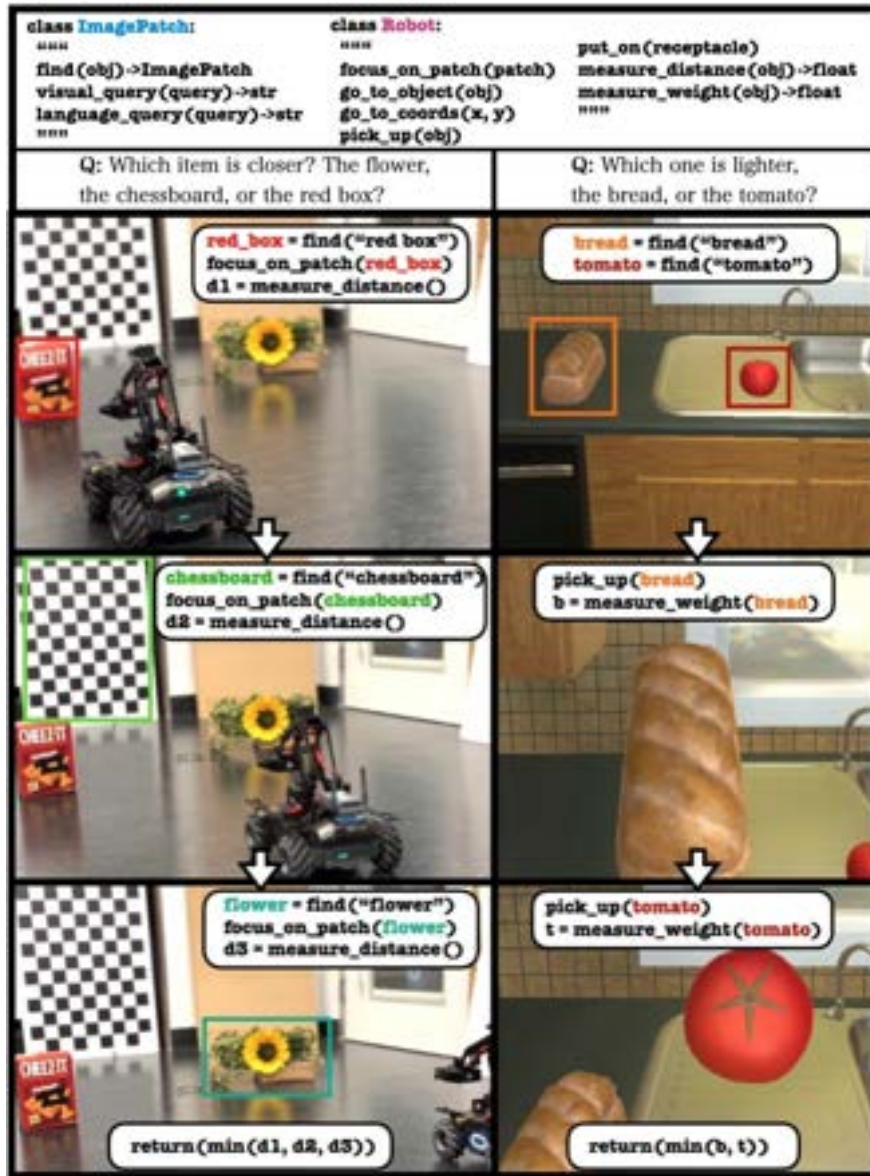 class ImagePatch:
"""
find(obj)->ImagePatch
visual_query(query)->str
language_query(query)->str
"""
class Robot:
"""
focus_on_patch(patch)
go_to_object(obj)
go_to_coords(x, y)
pick_up(obj)
put_on(receptacle)
measure_distance(obj)->float
measure_weight(obj)->float
"""
Q: Which item is closer? The flower,
the chessboard, or the red box?
Q: Which one is lighter,
the bread, or the tomato?
red_box = find("red box")
focus_on_patch(red_box)
d1 = measure_distance()
CHEEZ-IT
bread = find("bread")
tomato = find("tomato")
chessboard = find("chessboard")
focus_on_patch(chessboard)
d2 = measure_distance()
CHEEZ-IT
pick_up(bread)
b = measure_weight(bread)
flower = find("flower")
focus_on_patch(flower)
d3 = measure_distance()
CHEEZ-IT
return(min(d1, d2, d3))
pick_up(tomato)
t = measure_weight(tomato)
return(min(b, t))